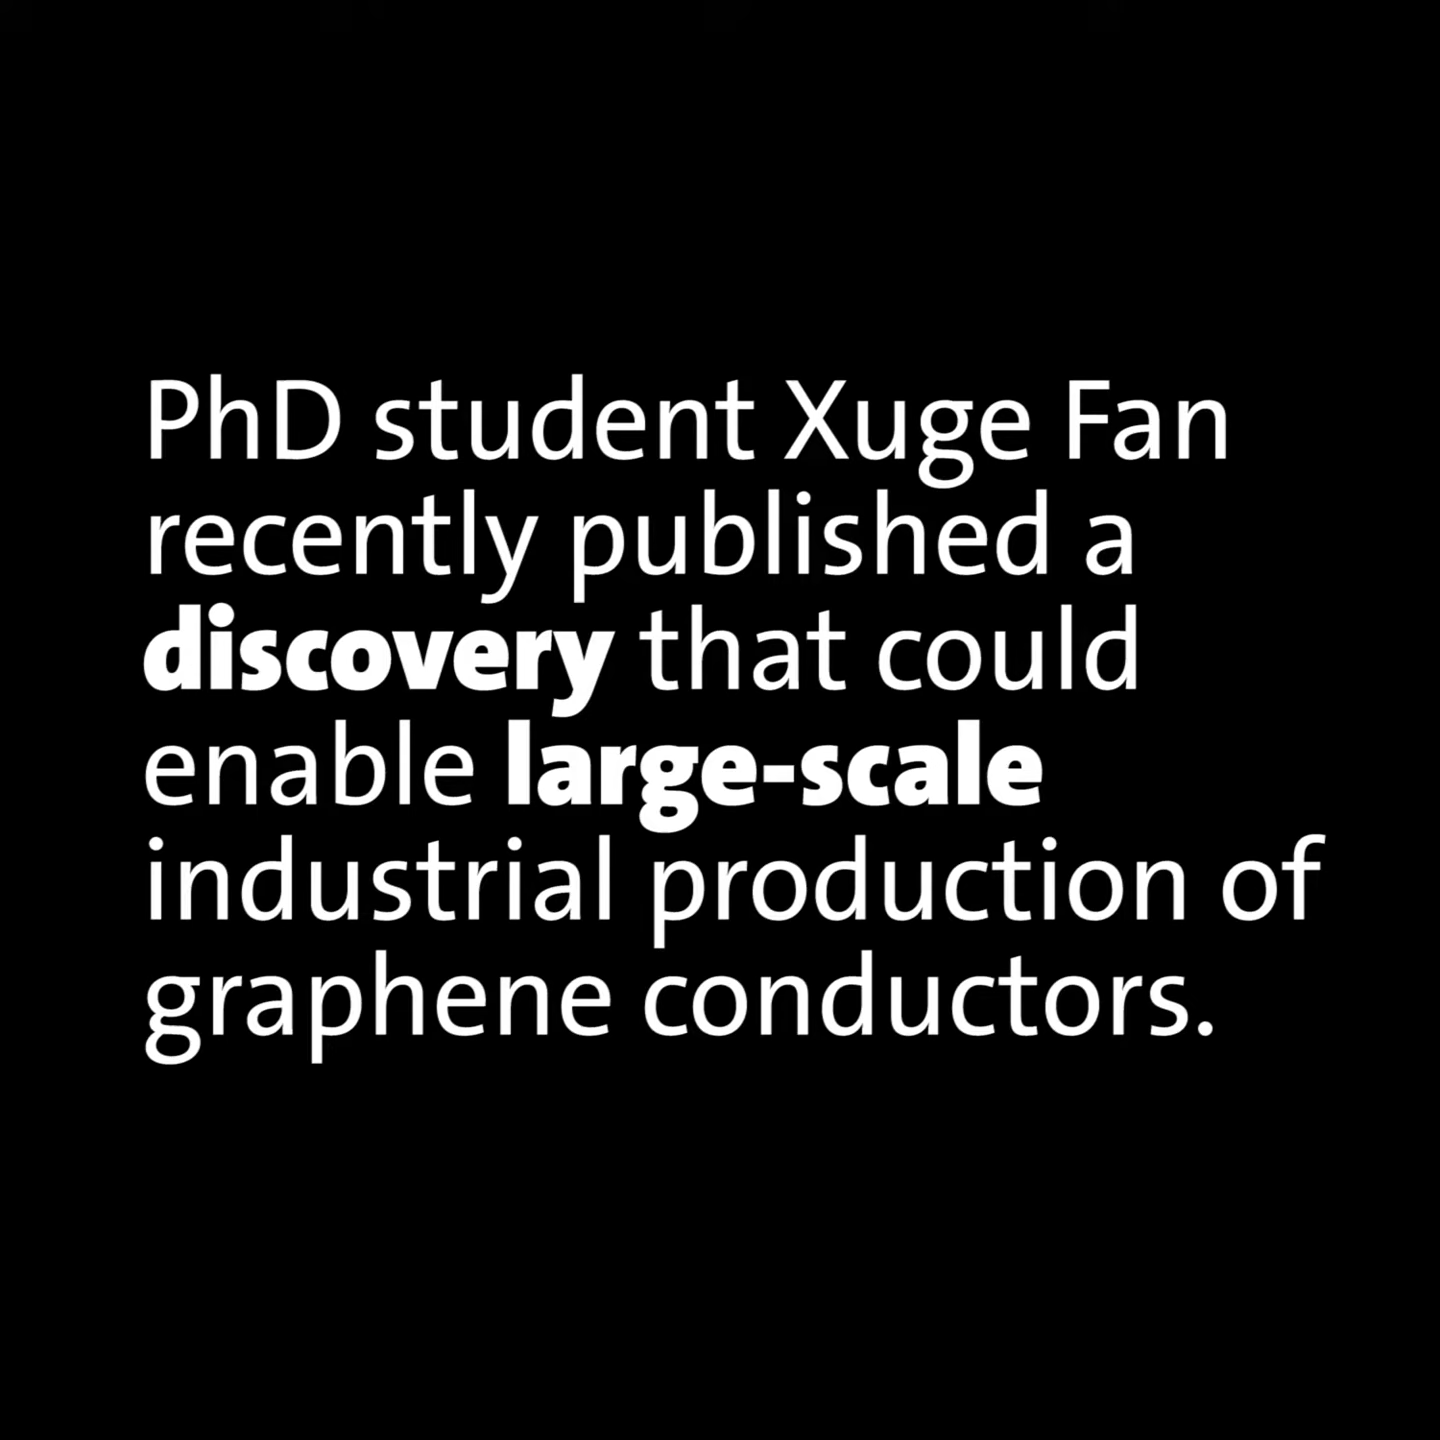 PhD student Xuge Fan
recently published a
discovery that could
enable large-scale
industrial production of
graphene conductors.